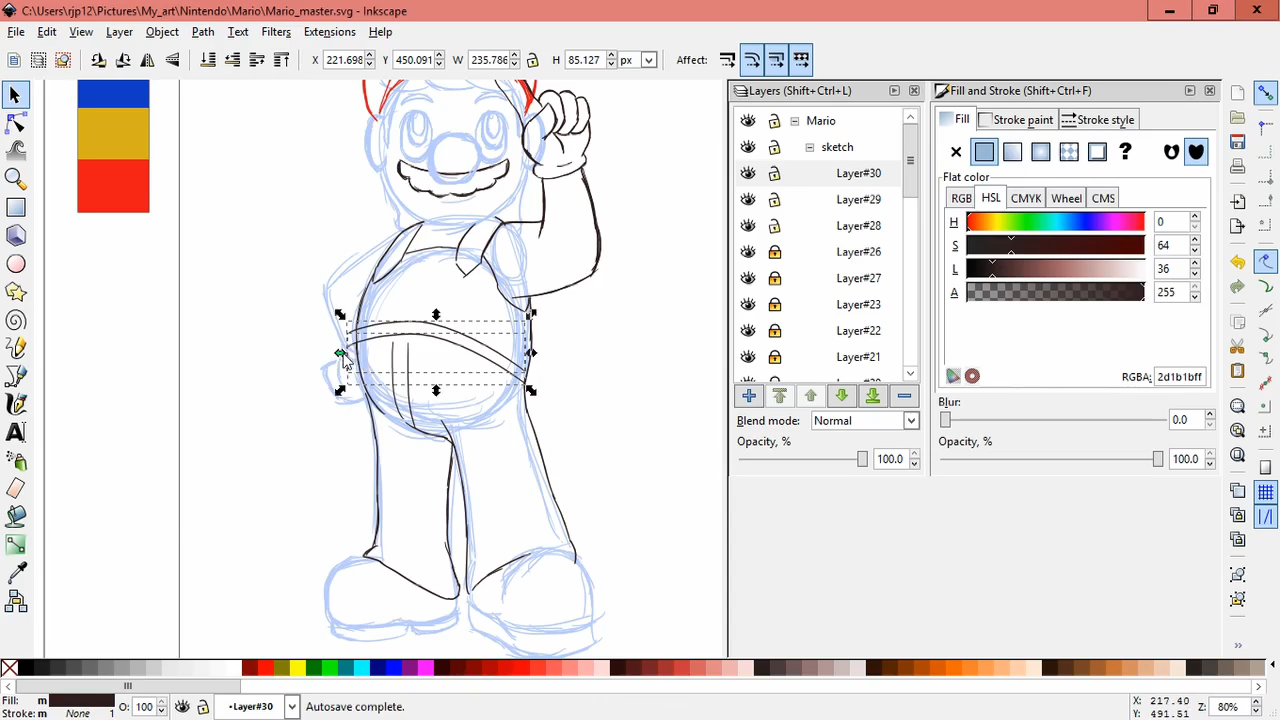 C:\Users\rjp12\Pictures\My_art\Nintendo\Mario\Mario_master.svg - Inkscape
File Edit View Layer Object Path Text Filters Extensions Help
X 221.698 Y 450.091 W 235.786 H 85.127 px Affect:
Layers (Shift+Ctrl+L)
Mario
sketch
Layer#30
Layer#29
Layer#28
Layer#26
Layer#27
Layer#23
Layer#22
Layer#21
Blend mode: Normal
Opacity, % 100.0
Fill and Stroke (Shift+Ctrl+F)
Fill Stroke paint Stroke style
?
Flat color
RGB HSL CMYK Wheel CMS
H 0
S 64
L 36
A 255
RGBA: 2d1b1bff
Blur:
0.0
Opacity, %
100.0
Fill: m O: 100 Layer#30 Autosave complete. X: 217.40 Z: 80%
Stroke: m None 1 Y: 491.51